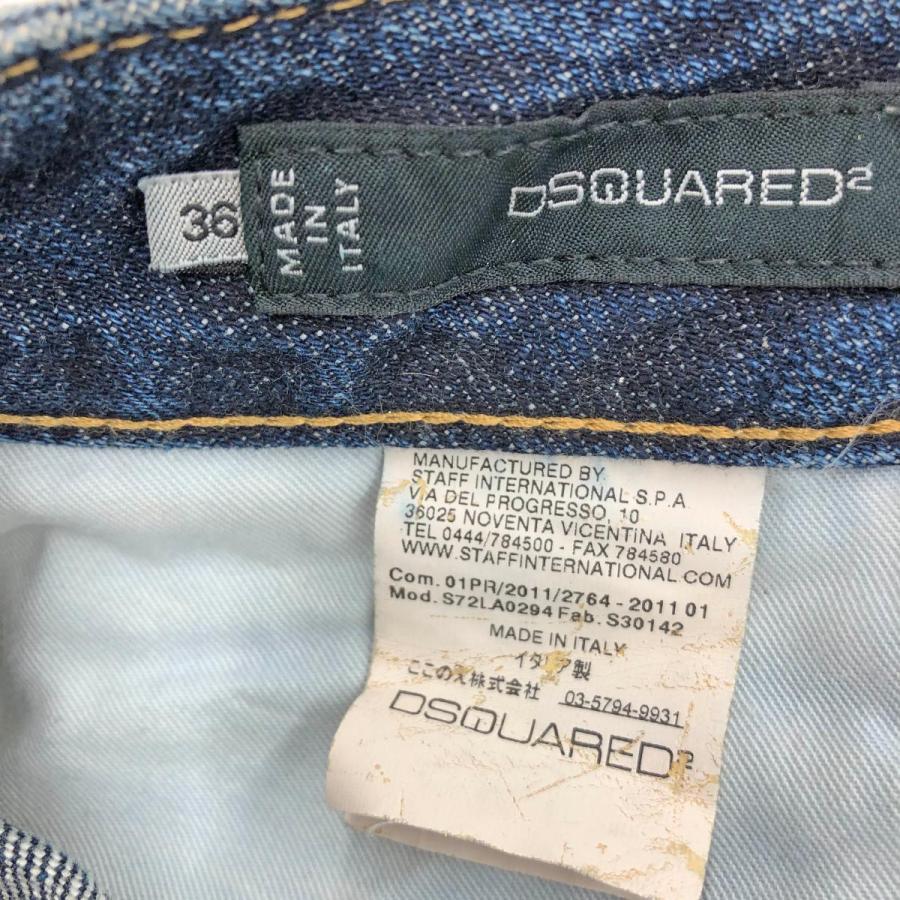 36
MADE
IN
ITALY
DSQUARED²
MANUFACTURED BY
STAFF INTERNATIONAL S.P.A
VIA DEL PROGRESSO, 10
36025 NOVENTA VICENTINA ITALY
TEL 0444/784500 - FAX 784580
WWW.STAFFINTERNATIONAL.COM
Com. 01PR/2011/2764 - 2011 01
Mod. S72LA0294 Fab. S30142
MADE IN ITALY
イタリア製
ここのえ株式会社 03-5794-9931
DSQUARED²